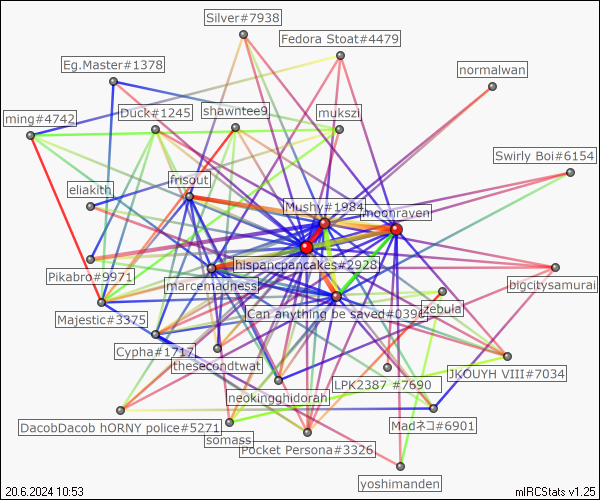 Silver#7938
Fedora Stoat#4479
Eg.Master#1378
normalwan
ming#4742
Duck#1245
shawntee9
mukszi
Swirly Boi#6154
frisout
eliakith
Mushy#1984
moonraven
Pikabro#9971
hispancpancakes#2928
marcemadness
bigcitysamurai
Majestic#3375
Can anything be saved#0396
zebula
Cypha#1717
thesecondtwat
LPK2387 #7690
JKOUYH VIII#7034
neokingghidorah
DacobDacob hORNY police#5271
Madネコ#6901
somass
Pocket Persona#3326
yoshimanden
20.6.2024 10:53
mIRCStats v1.25